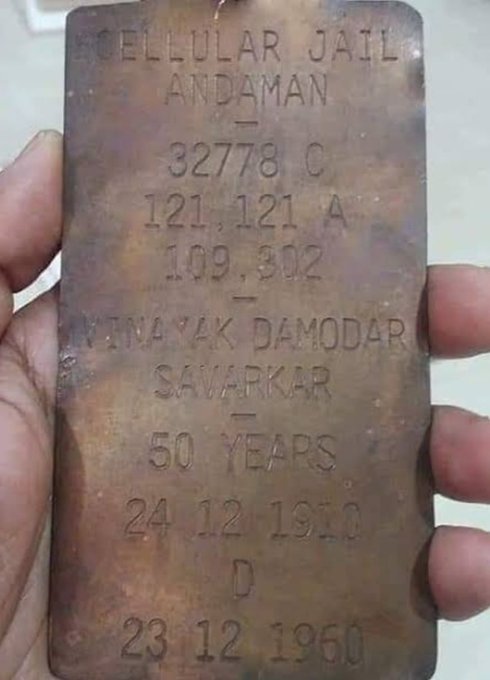 CELLULAR JAIL
ANDAMAN
—
32778 C
121, 121 A
109, 302
—
VINAYAK DAMODAR
SAVARKAR
—
50 YEARS
24 12 1910
D
23 12 1960